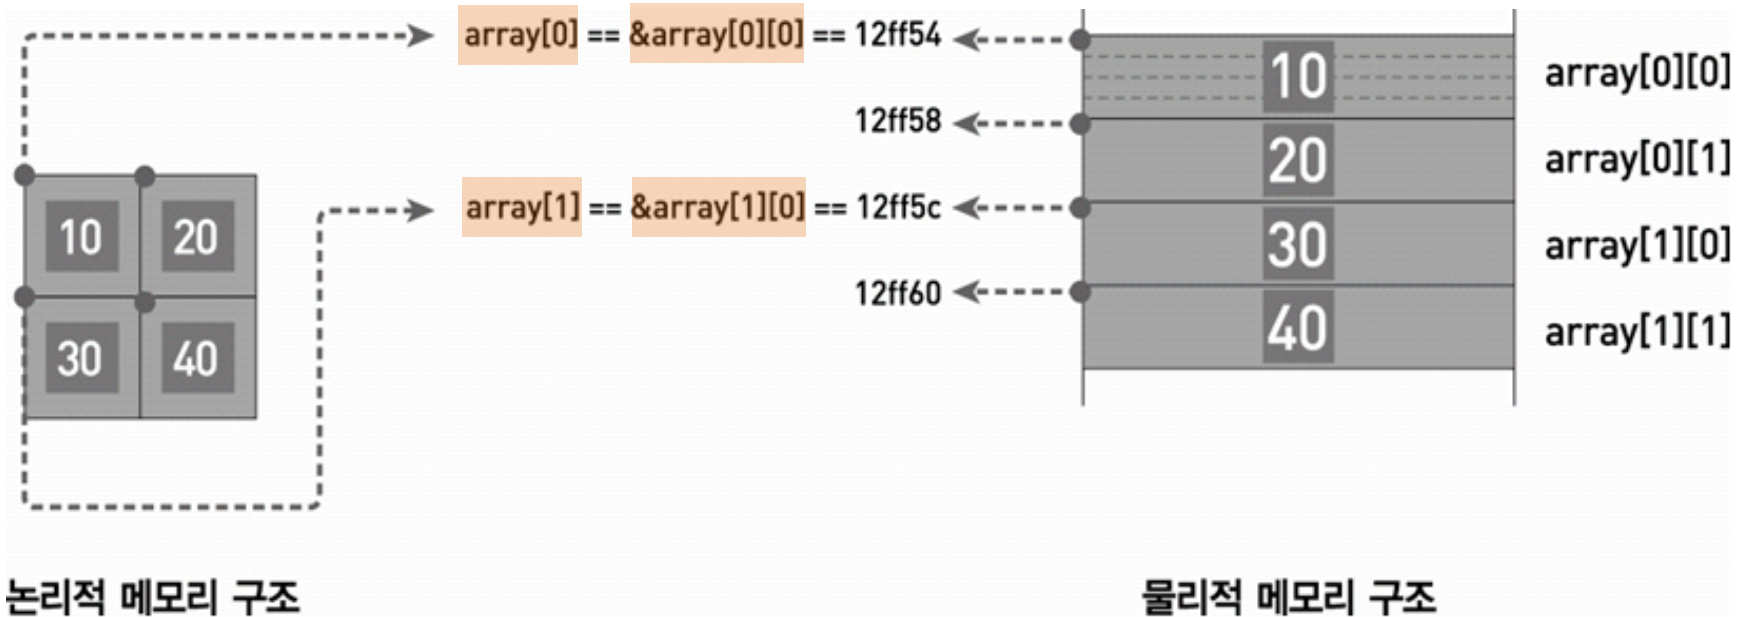 array[0] == &array[0][0] == 12ff54
10
array[0][0]
12ff58
20
array[0][1]
array[1] == &array[1][0] == 12ff5c
30
array[1][0]
12ff60
40
array[1][1]
10 20
30 40
논리적 메모리 구조
물리적 메모리 구조